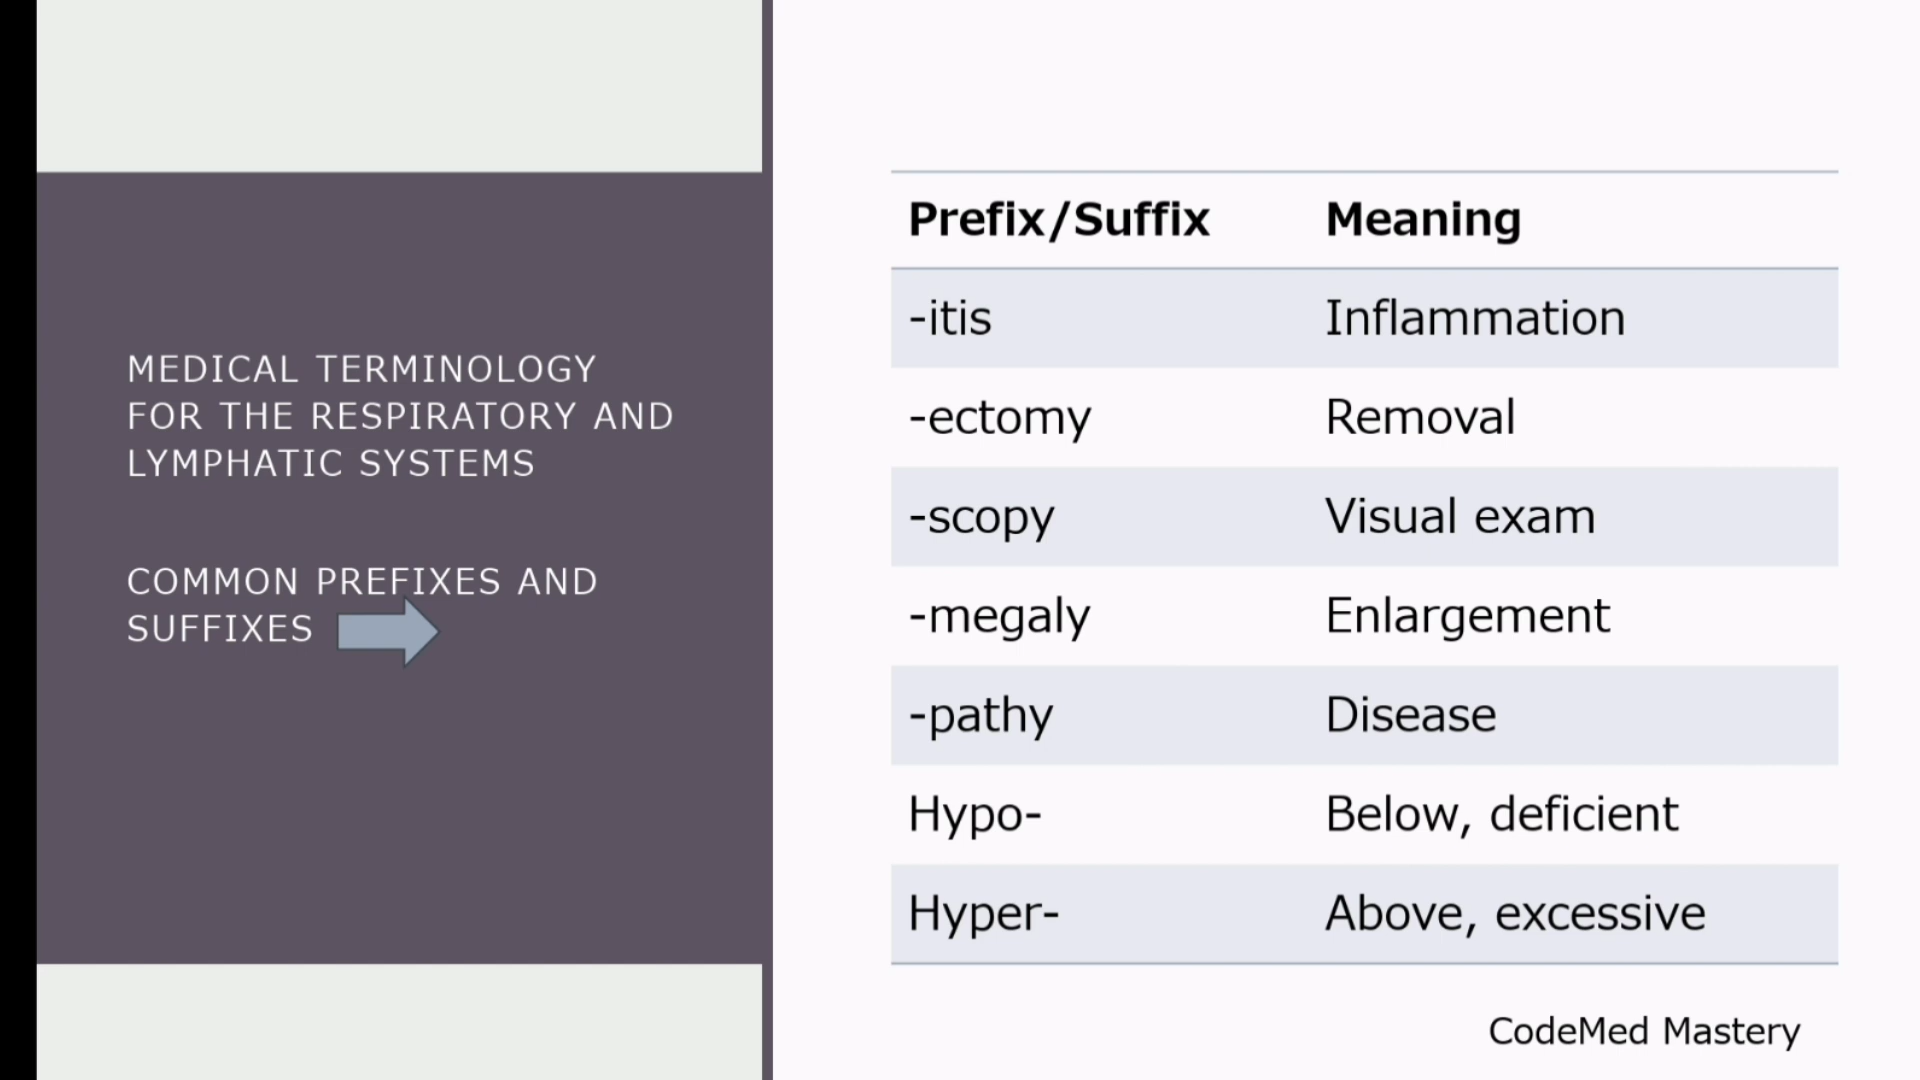 MEDICAL TERMINOLOGY
FOR THE RESPIRATORY AND
LYMPHATIC SYSTEMS
COMMON PREFIXES AND
SUFFIXES
Prefix/Suffix Meaning
-itis Inflammation
-ectomy Removal
-scopy Visual exam
-megaly Enlargement
-pathy Disease
Hypo- Below, deficient
Hyper- Above, excessive
CodeMed Mastery